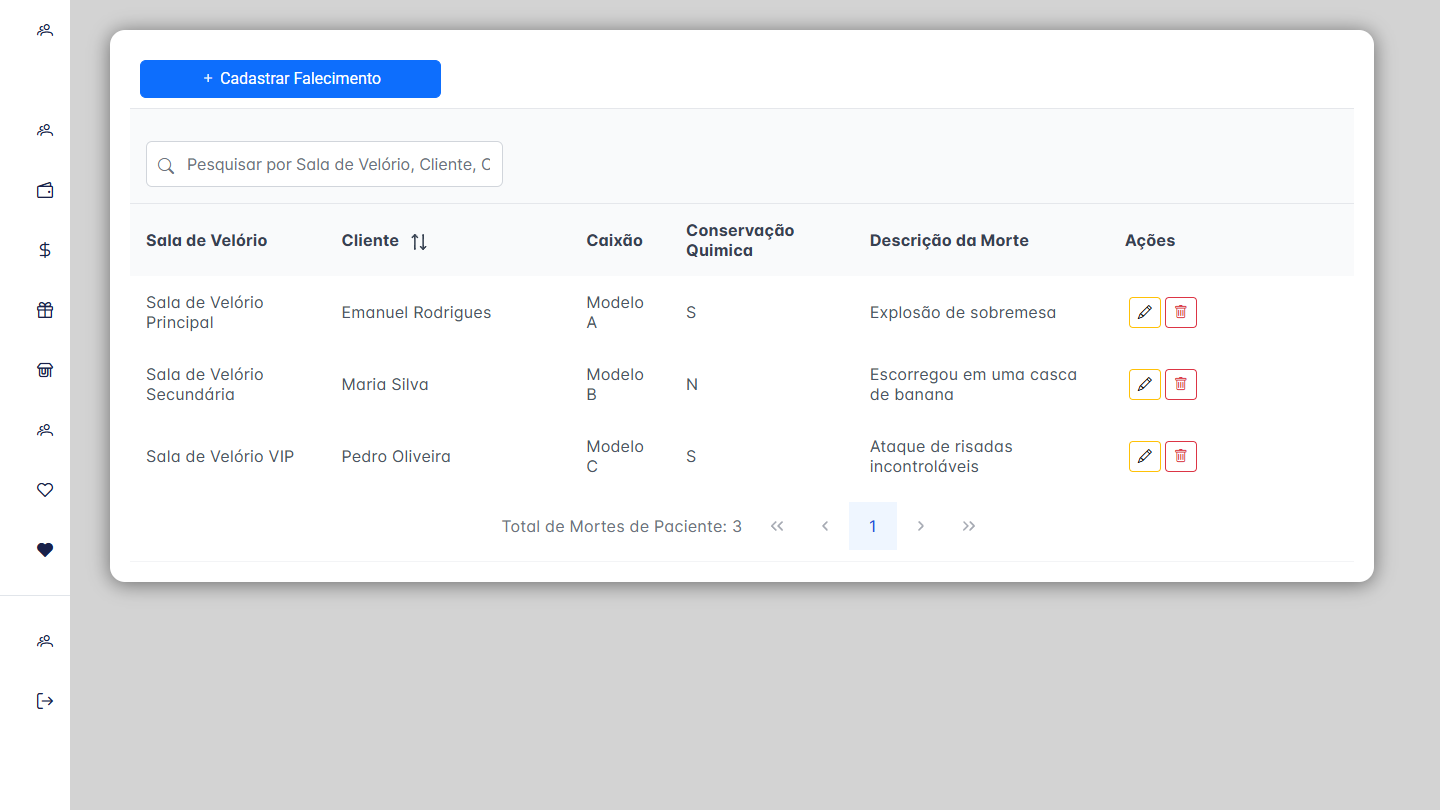 + Cadastrar Falecimento
Pesquisar por Sala de Velório, Cliente, C
Sala de Velório
Cliente
Caixão
Conservação
Quimica
Descrição da Morte
Ações
Sala de Velório
Principal
Emanuel Rodrigues
Modelo
A
S
Explosão de sobremesa
Sala de Velório
Secundária
Maria Silva
Modelo
B
N
Escorregou em uma casca
de banana
Sala de Velório VIP
Pedro Oliveira
Modelo
C
S
Ataque de risadas
incontroláveis
Total de Mortes de Paciente: 3
1